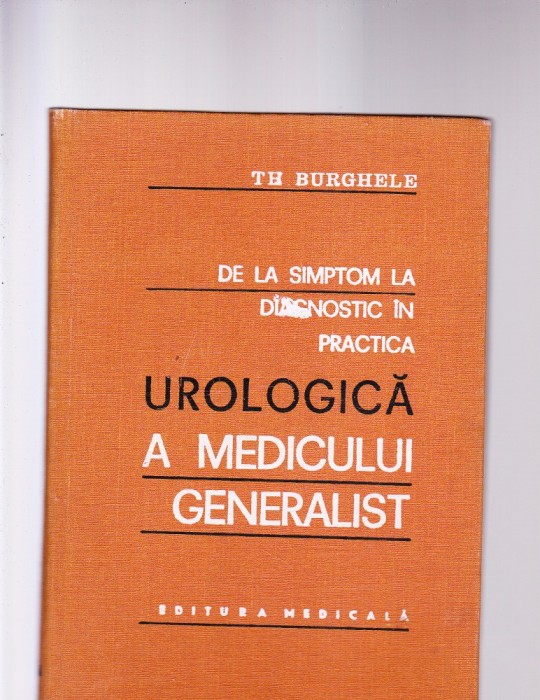 TH BURGHELE
DE LA SIMPTOM LA
DIAGNOSTIC ÎN
PRACTICA
UROLOGICĂ
A MEDICULUI
GENERALIST
EDITURA MEDICALĂ